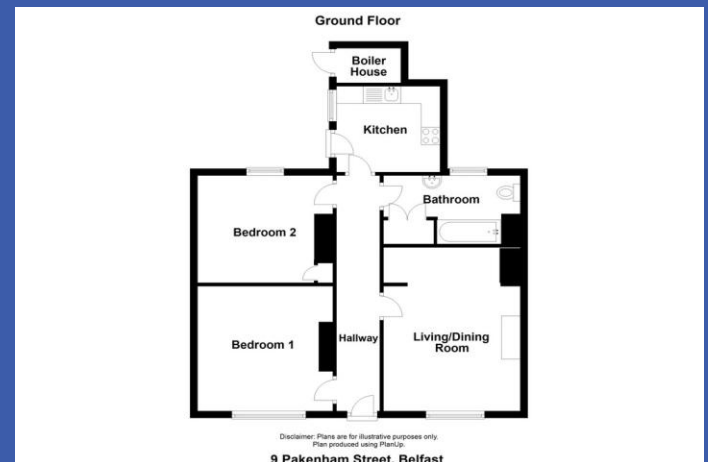 Ground Floor
Boiler
House
Kitchen
Bathroom
Bedroom 2
Bedroom 1
Hallway
Living/Dining
Room
Disclaimer: Plans are for illustrative purposes only.
Plan produced using PlanUp.
9 Pakenham Street, Belfast